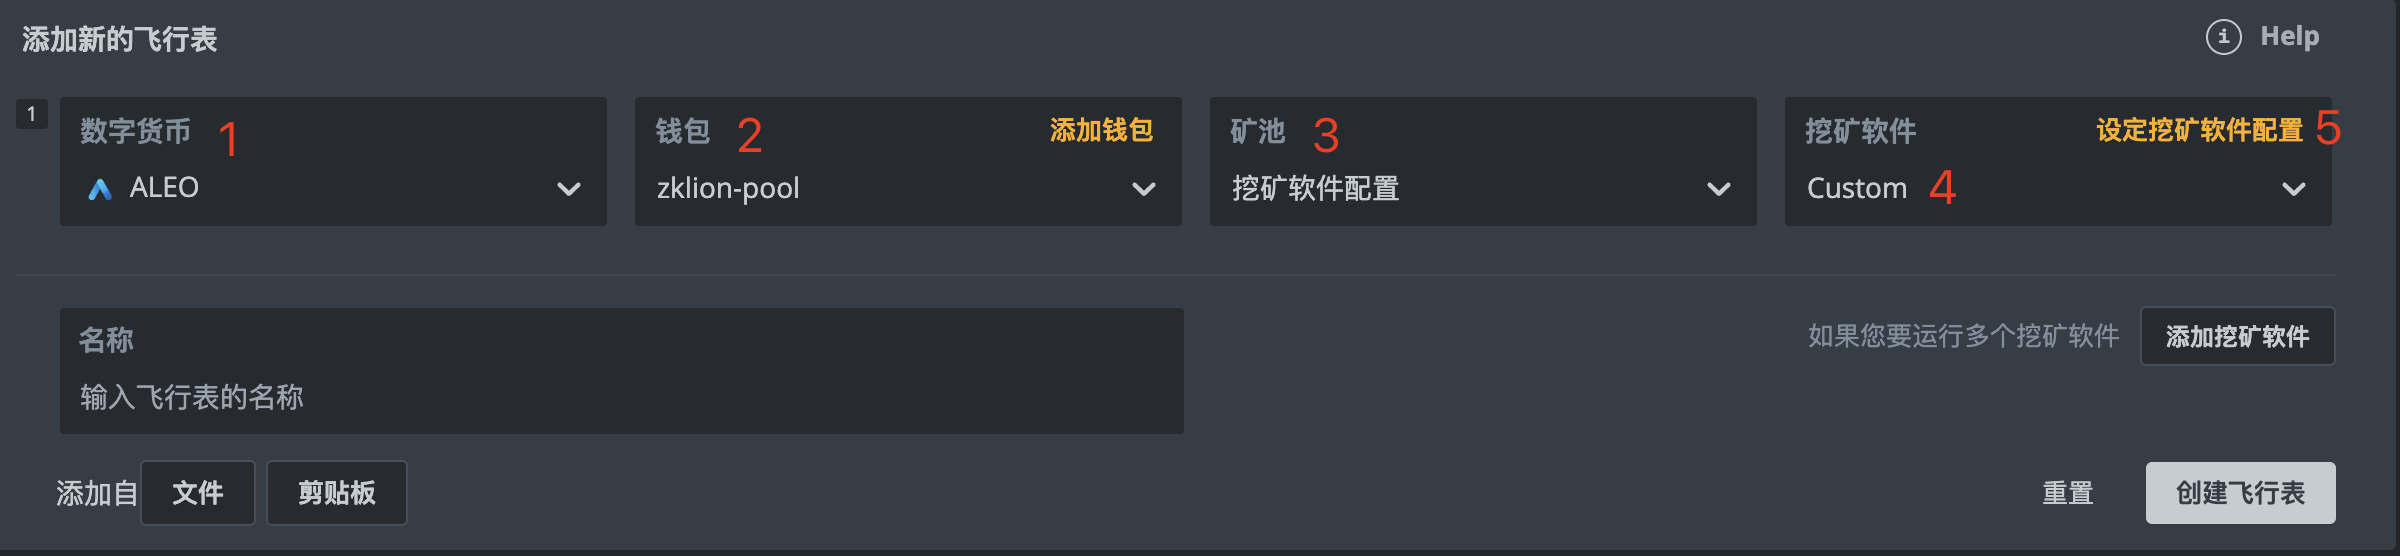 添加新的飞行表
Help
1
数字货币 1
ALEO
钱包 2 添加钱包
zklion-pool
矿池 3
挖矿软件配置
挖矿软件 设定挖矿软件配置 5
Custom 4
名称
输入飞行表的名称
如果您要运行多个挖矿软件 添加挖矿软件
添加自 文件 剪贴板
重置 创建飞行表